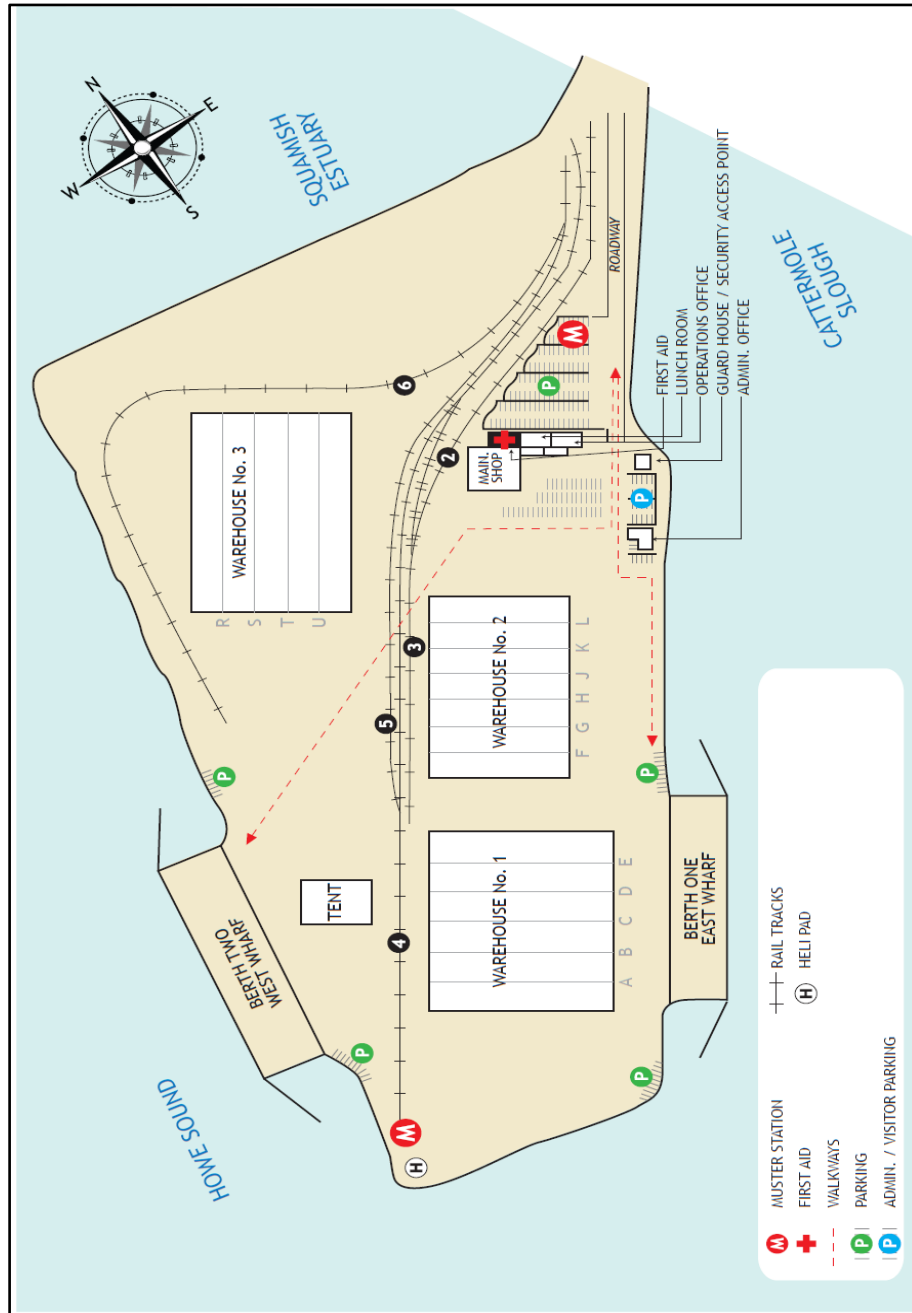 N
E
S
W
SQUAMISH
ESTUARY
HOWE SOUND
CATTERMOLE
SLOUGH
ROADWAY
WAREHOUSE No. 3
R
S
T
U
6
2
3
5
4
M
P
MAIN.
SHOP
FIRST AID
LUNCH ROOM
OPERATIONS OFFICE
GUARD HOUSE / SECURITY ACCESS POINT
ADMIN. OFFICE
P
WAREHOUSE No. 2
F
G
H
J
K
L
WAREHOUSE No. 1
A
B
C
D
E
TENT
BERTH TWO
WEST WHARF
BERTH ONE
EAST WHARF
P
P
P
P
M
H
M MUSTER STATION
FIRST AID
WALKWAYS
P PARKING
P ADMIN. / VISITOR PARKING
RAIL TRACKS
H HELI PAD